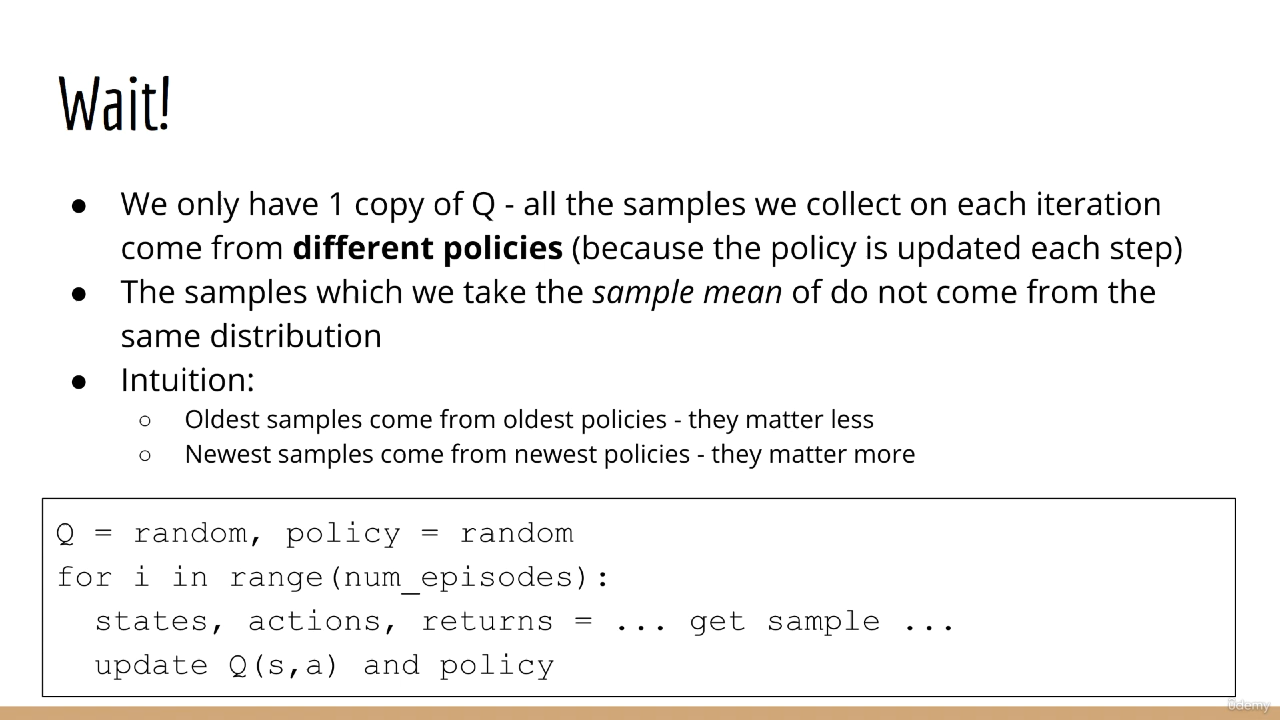 Wait!
● We only have 1 copy of Q - all the samples we collect on each iteration
come from different policies (because the policy is updated each step)
● The samples which we take the sample mean of do not come from the
same distribution
● Intuition:
○ Oldest samples come from oldest policies - they matter less
○ Newest samples come from newest policies - they matter more
Q = random, policy = random
for i in range(num_episodes):
  states, actions, returns = ... get sample ...
  update Q(s,a) and policy
ûdemy